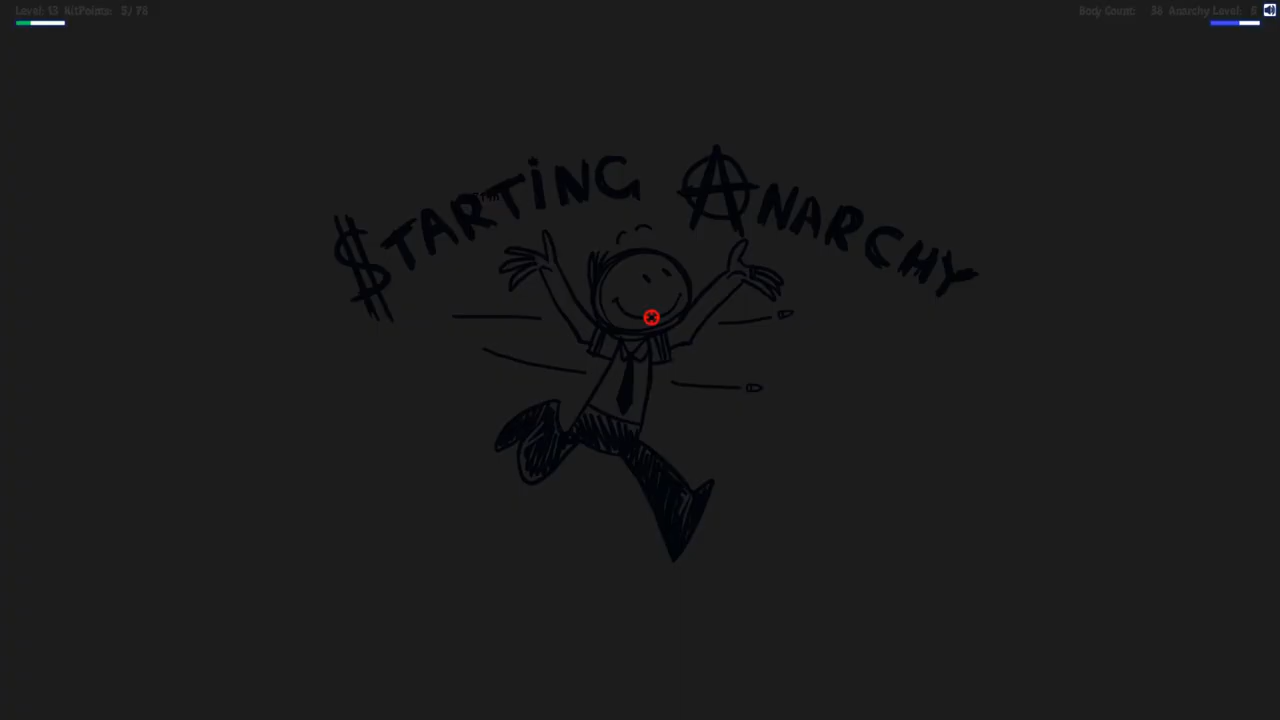 Level: 13 HitPoints: 5/ 78
Body Count: 38 Anarchy Level: 6
$TARTING ANARCHY